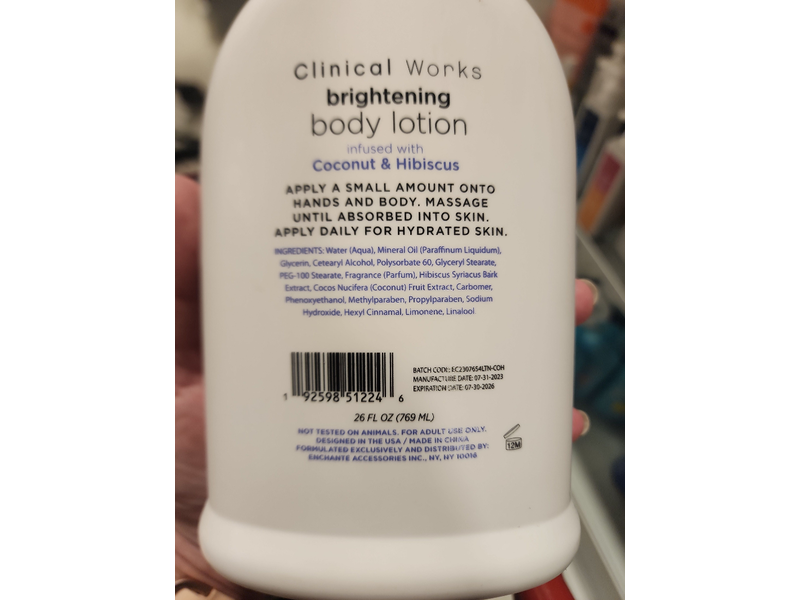 Clinical Works
brightening
body lotion
infused with
Coconut & Hibiscus
APPLY A SMALL AMOUNT ONTO
HANDS AND BODY. MASSAGE
UNTIL ABSORBED INTO SKIN.
APPLY DAILY FOR HYDRATED SKIN.
INGREDIENTS: Water (Aqua), Mineral Oil (Paraffinum Liquidum),
Glycerin, Cetearyl Alcohol, Polysorbate 60, Glyceryl Stearate,
PEG-100 Stearate, Fragrance (Parfum), Hibiscus Syriacus Bark
Extract, Cocos Nucifera (Coconut) Fruit Extract, Carbomer,
Phenoxyethanol, Methylparaben, Propylparaben, Sodium
Hydroxide, Hexyl Cinnamal, Limonene, Linalool
BATCH CODE: EC2307654LTN-COH
MANUFACTURE DATE: 07-31-2023
EXPIRATION DATE: 07-30-2026
1 92598 51224 6
26 FL OZ (769 ML)
NOT TESTED ON ANIMALS. FOR ADULT USE ONLY.
DESIGNED IN THE USA / MADE IN CHINA
FORMULATED EXCLUSIVELY AND DISTRIBUTED BY:
ENCHANTE ACCESSORIES INC., NY, NY 10016
12M